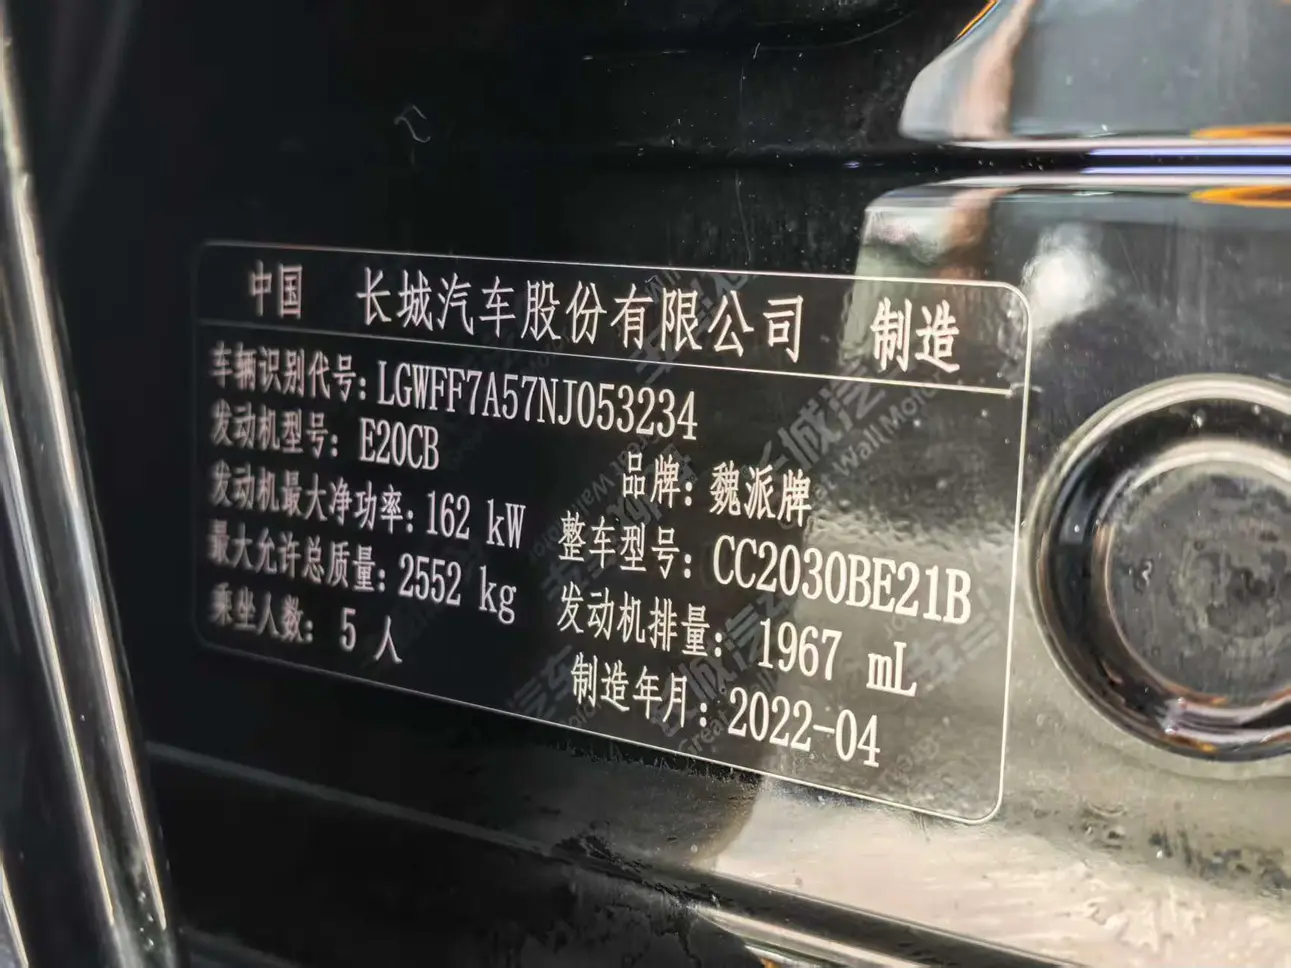 中国 长城汽车股份有限公司 制造
车辆识别代号: LGWFF7A57NJ053234
发动机型号: E20CB
品牌: 魏派牌
发动机最大净功率: 162 kW
整车型号: CC2030BE21B
最大允许总质量: 2552 kg
发动机排量: 1967 mL
乘坐人数: 5 人
制造年月: 2022-04